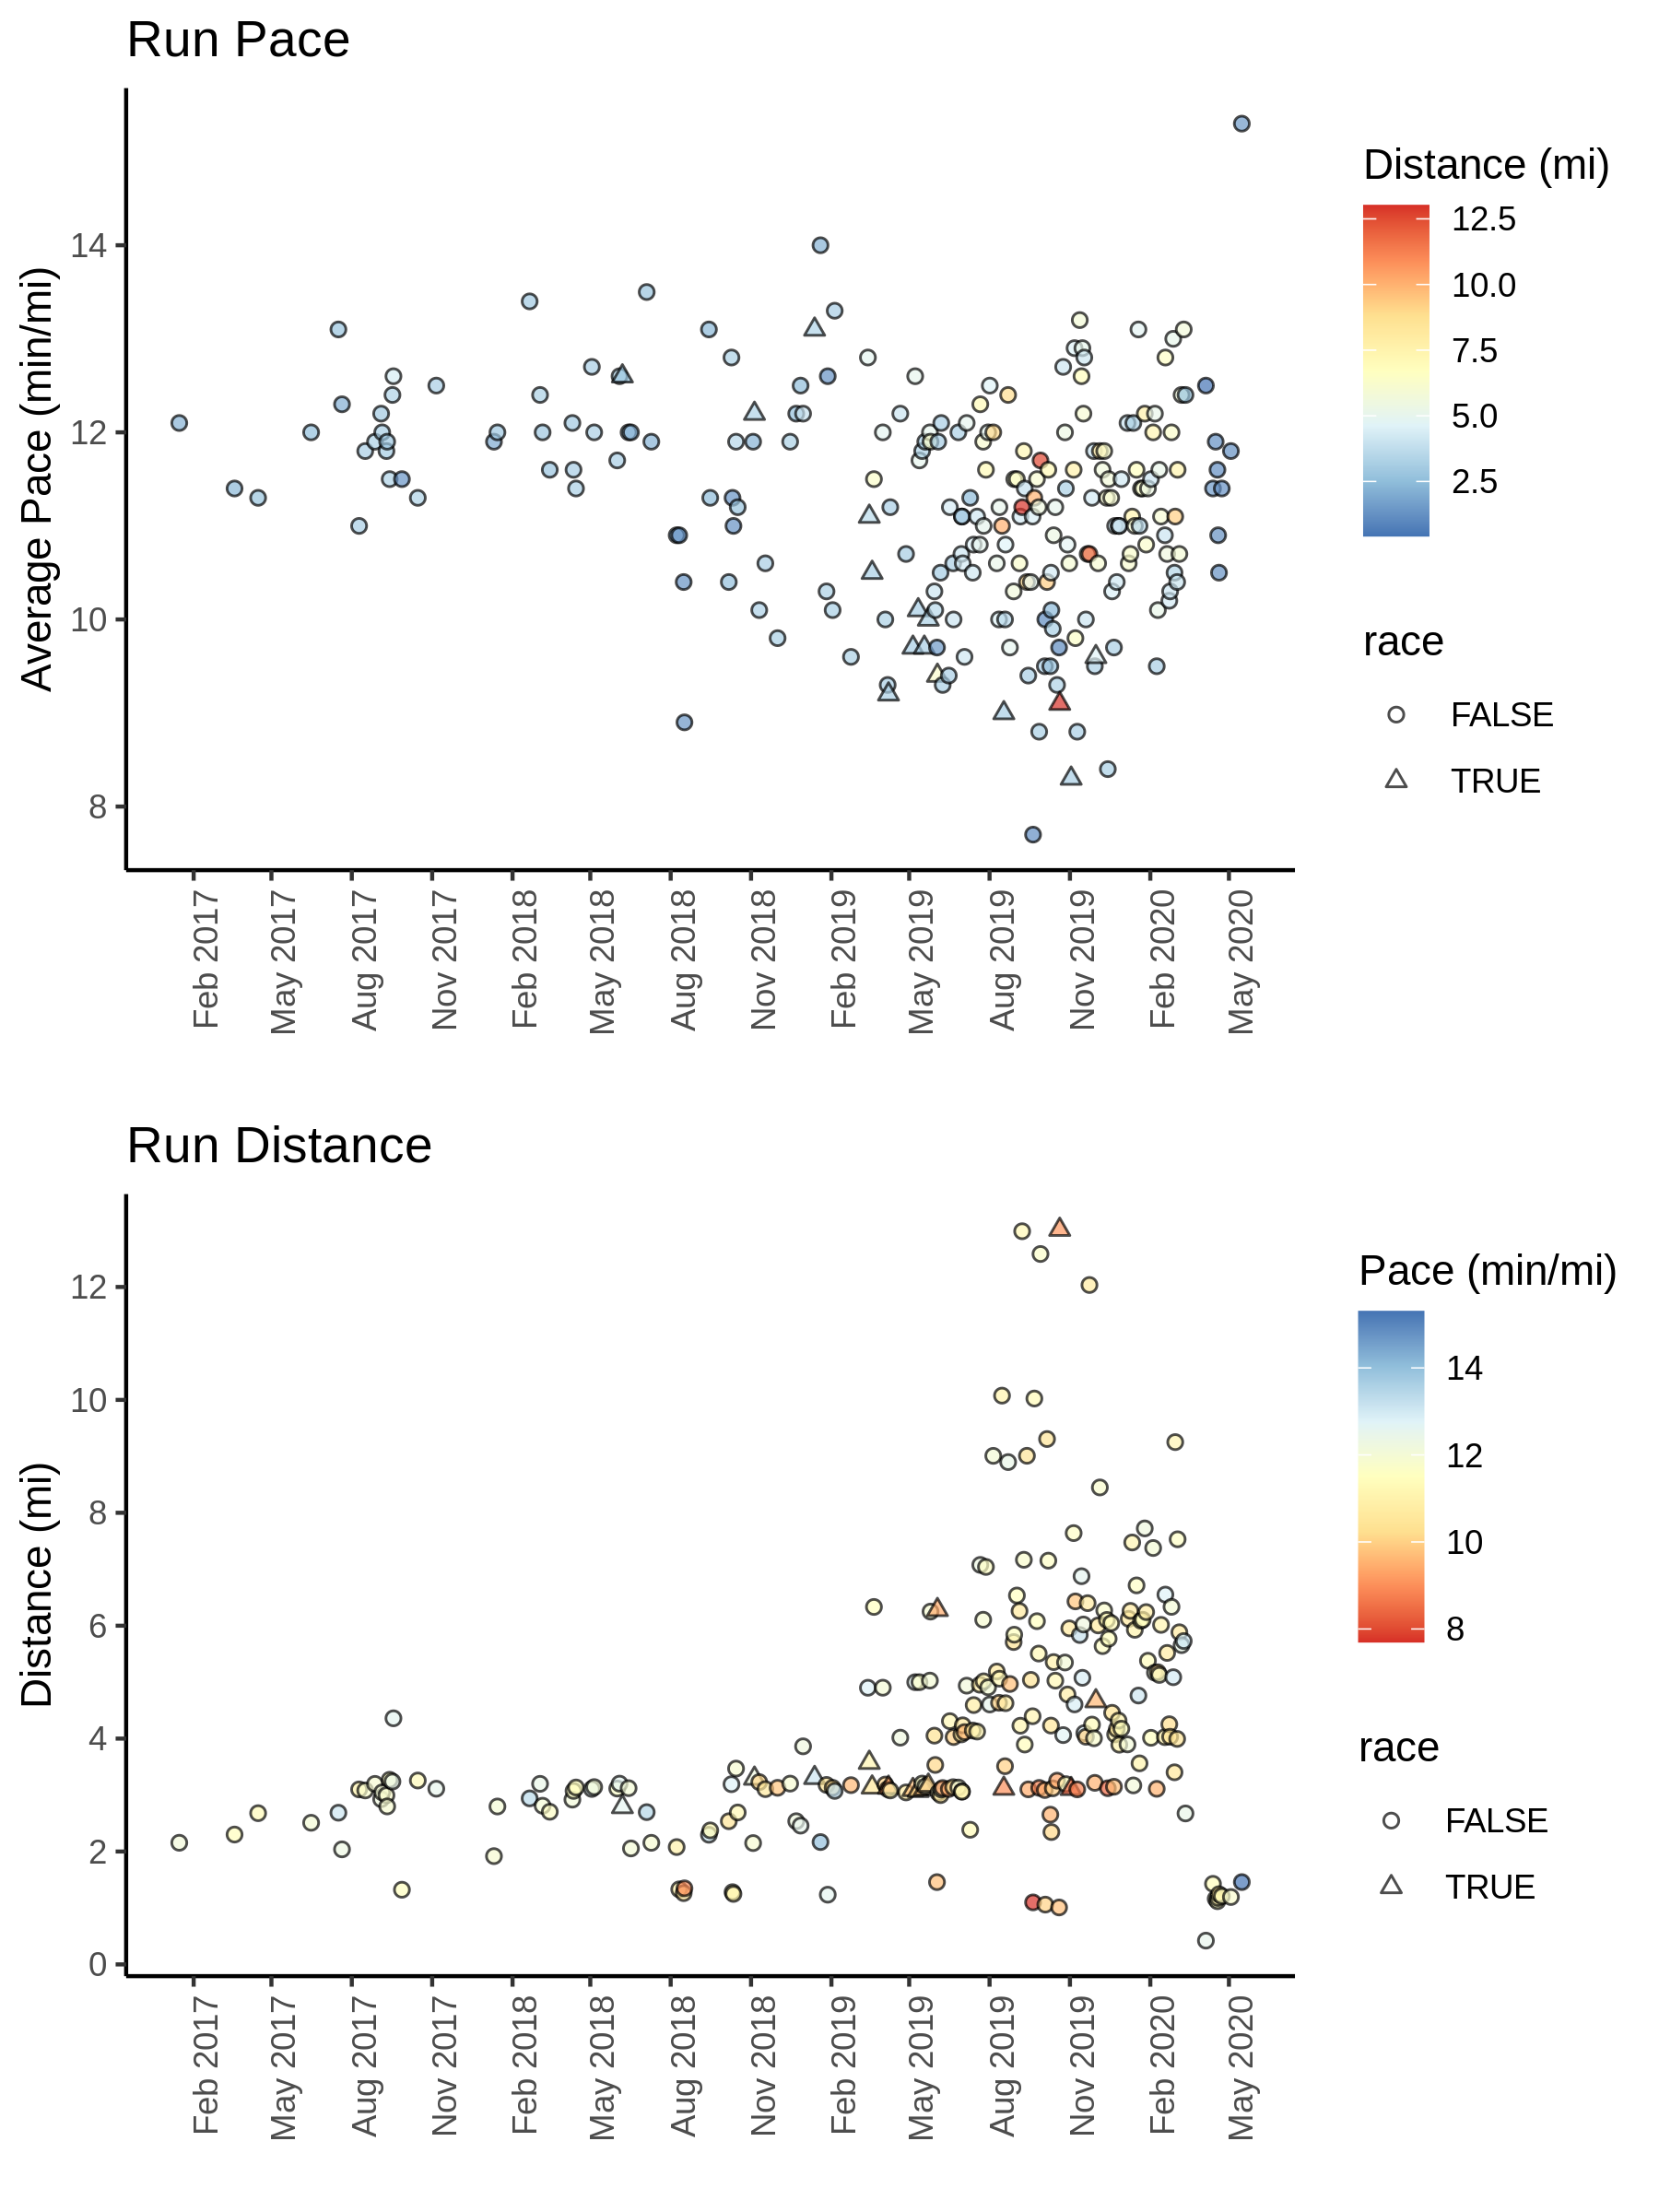 Run Pace
Average Pace (min/mi)
14
12
10
8
Feb 2017
May 2017
Aug 2017
Nov 2017
Feb 2018
May 2018
Aug 2018
Nov 2018
Feb 2019
May 2019
Aug 2019
Nov 2019
Feb 2020
May 2020
Distance (mi)
12.5
10.0
7.5
5.0
2.5
race
FALSE
TRUE
Run Distance
Distance (mi)
12
10
8
6
4
2
0
Feb 2017
May 2017
Aug 2017
Nov 2017
Feb 2018
May 2018
Aug 2018
Nov 2018
Feb 2019
May 2019
Aug 2019
Nov 2019
Feb 2020
May 2020
Pace (min/mi)
14
12
10
8
race
FALSE
TRUE